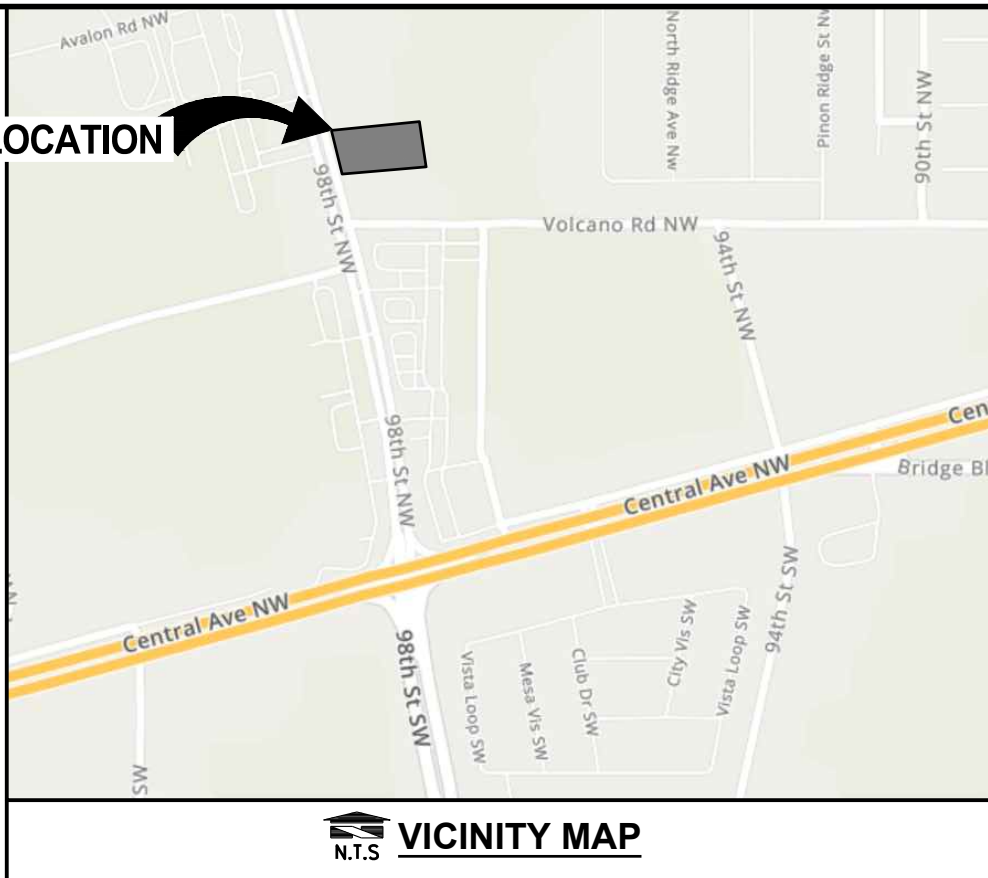 Avalon Rd NW
North Ridge Ave Nw
Pinon Ridge St
90th St NW
LOCATION
98th St NW
Volcano Rd NW
94th St NW
98th St NW
Cen
Central Ave NW
Bridge Bl
Central Ave NW
94th St SW
98th St SW
Vista Loop SW
Mesa Vis SW
Club Dr SW
City Vis SW
Vista Loop SW
SW
N.T.S VICINITY MAP